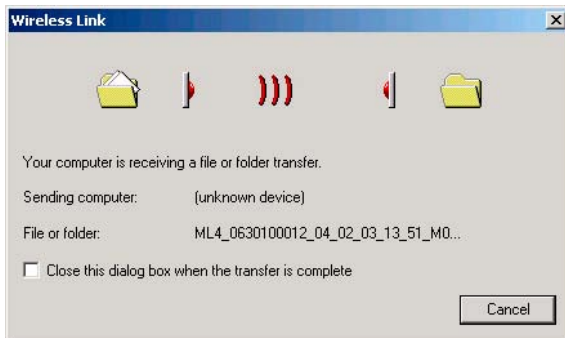 Wireless Link
Your computer is receiving a file or folder transfer.
Sending computer: (unknown device)
File or folder: ML4_0630100012_04_02_03_13_51_M0...
Close this dialog box when the transfer is complete
Cancel